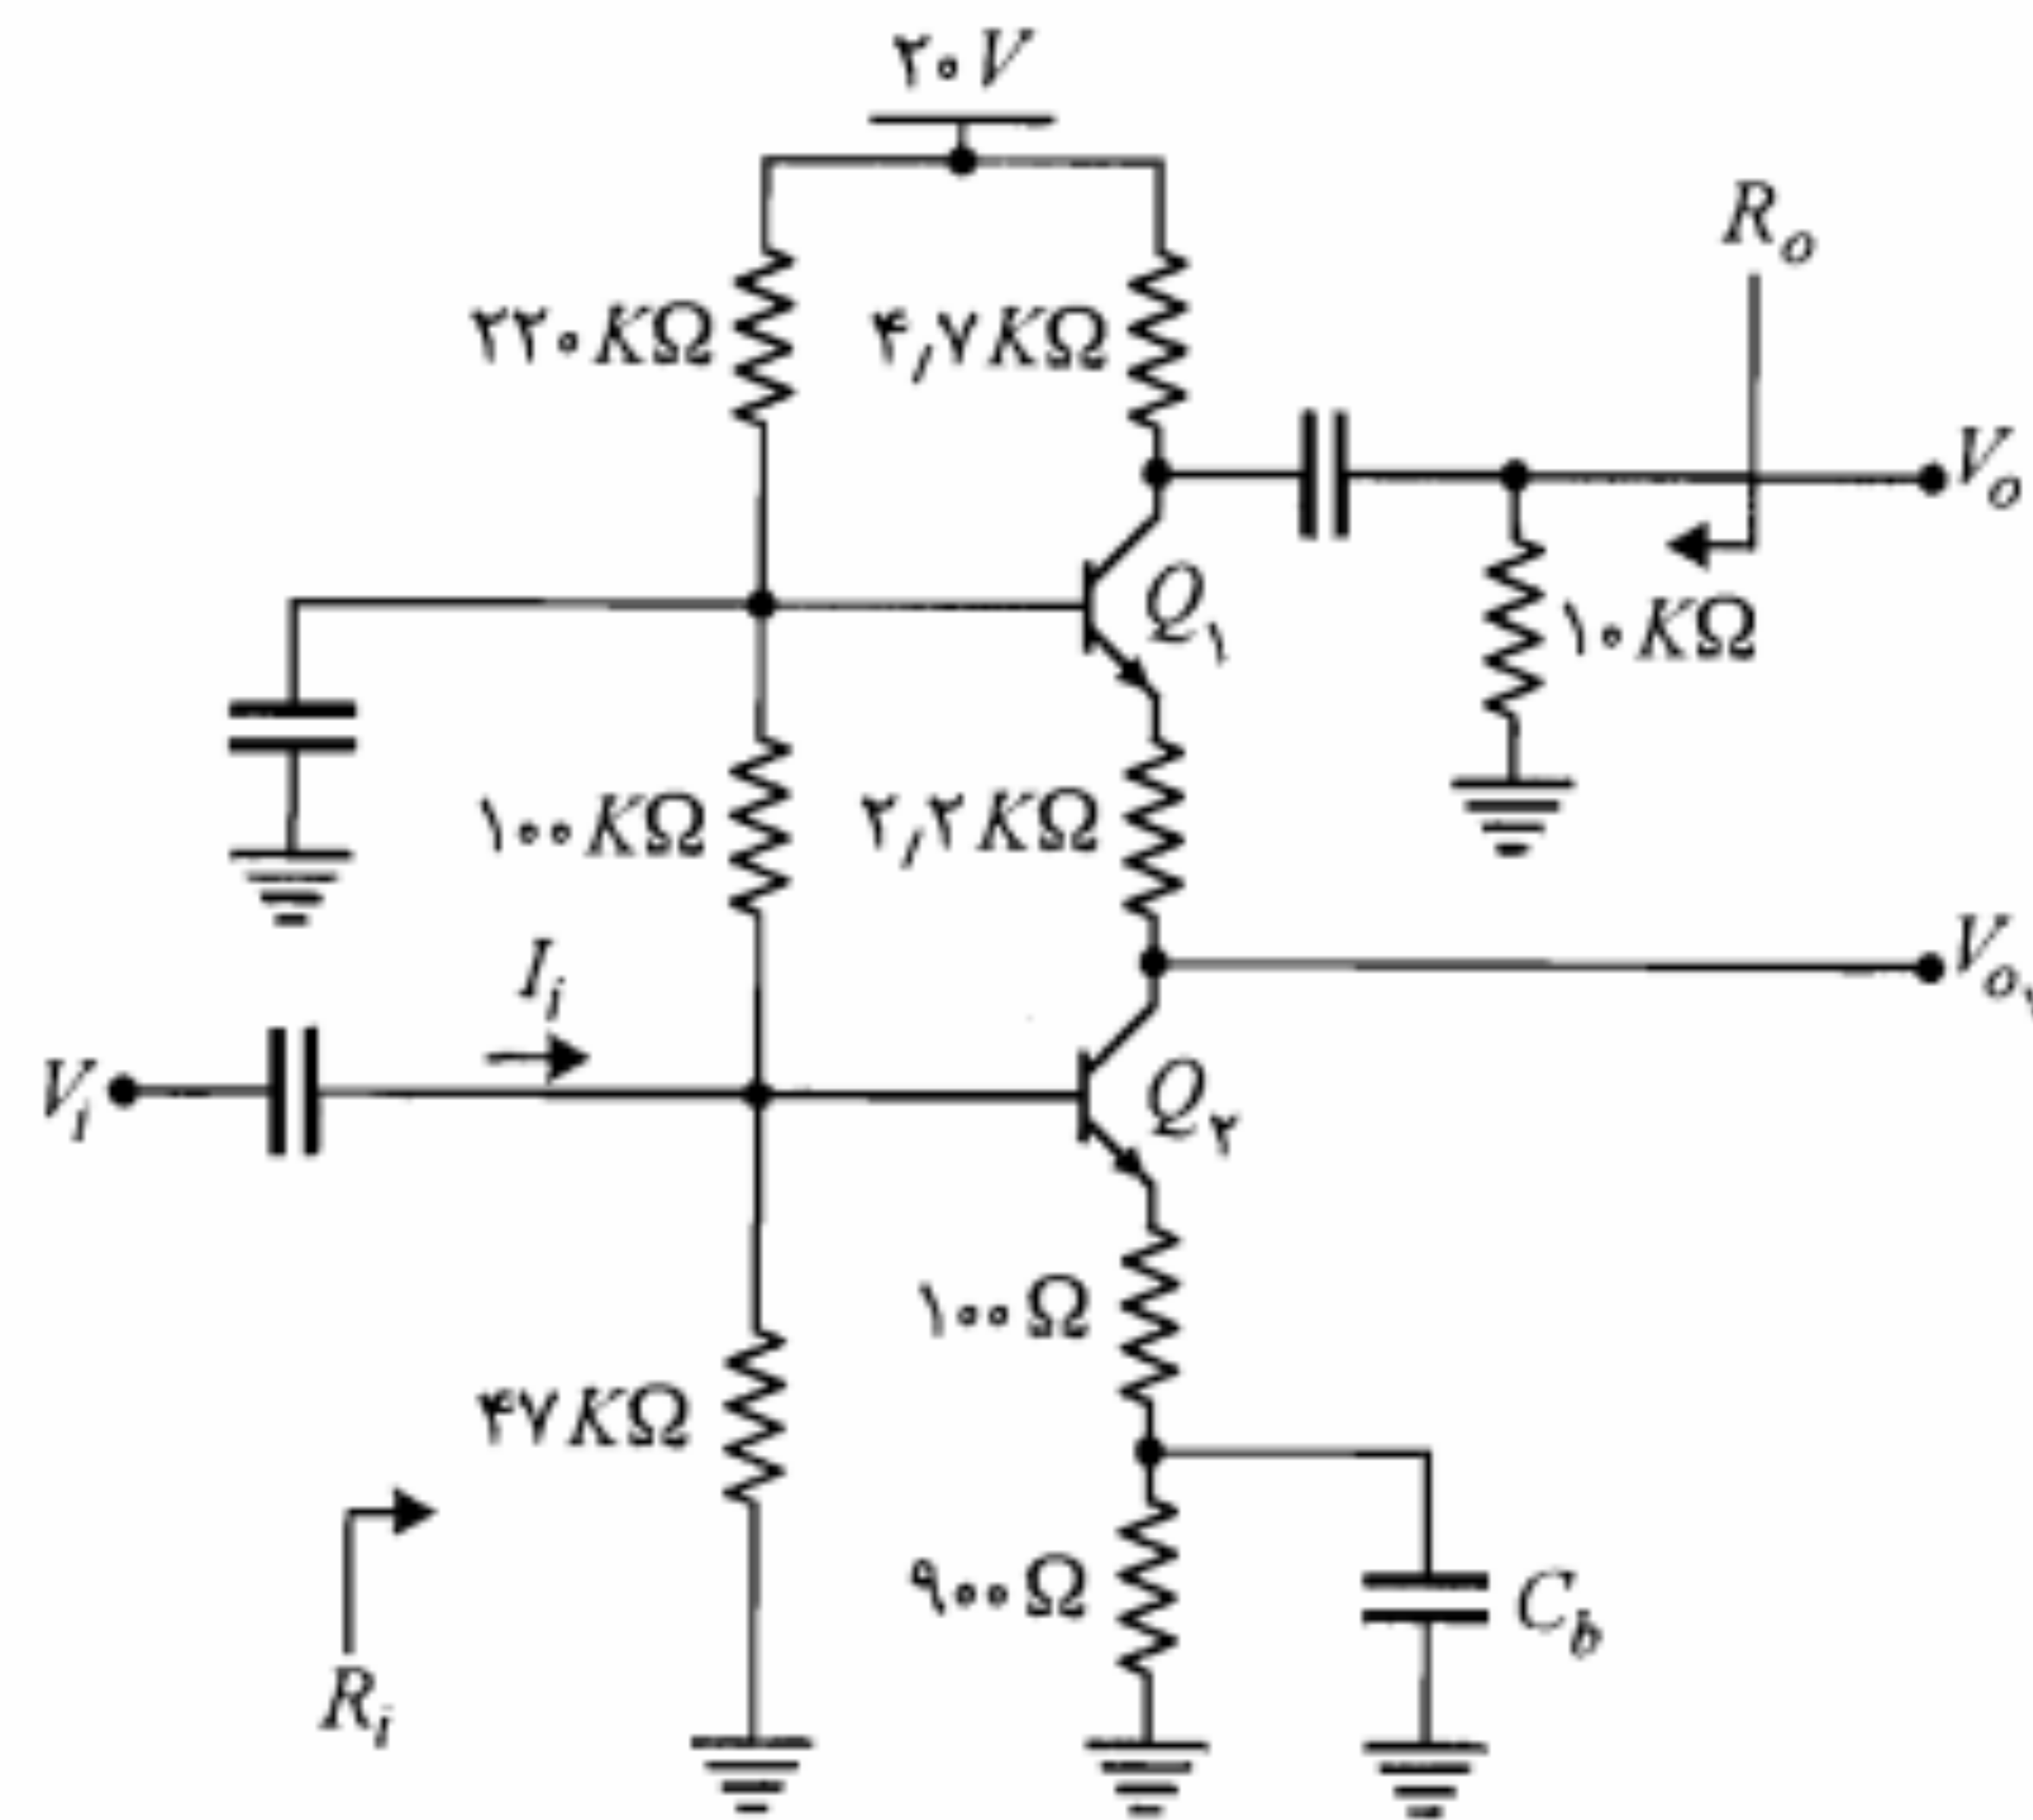 ۲۰V
R_o
۲۲۰KΩ
۴,۷KΩ
V_o
Q_۱
۱۰KΩ
۱۰۰KΩ
۲,۲KΩ
I_i
V_o
V_i
Q_۲
۱۰۰Ω
۴۷KΩ
۹۰۰Ω
C_b
R_i